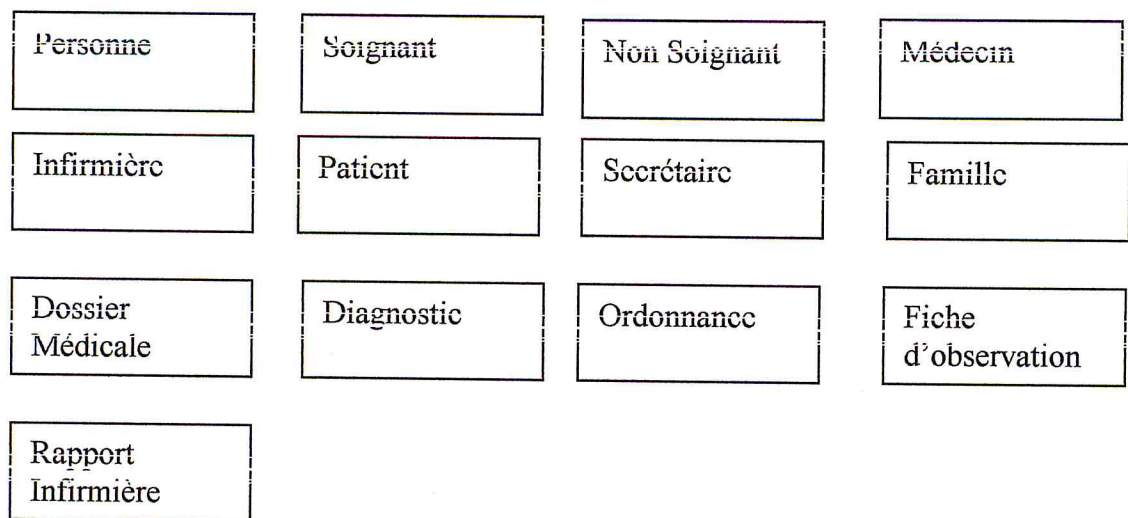 Personne
Soignant
Non Soignant
Médecin
Infirmière
Patient
Secrétaire
Famille
Dossier
Médicale
Diagnostic
Ordonnance
Fiche
d'observation
Rapport
Infirmière